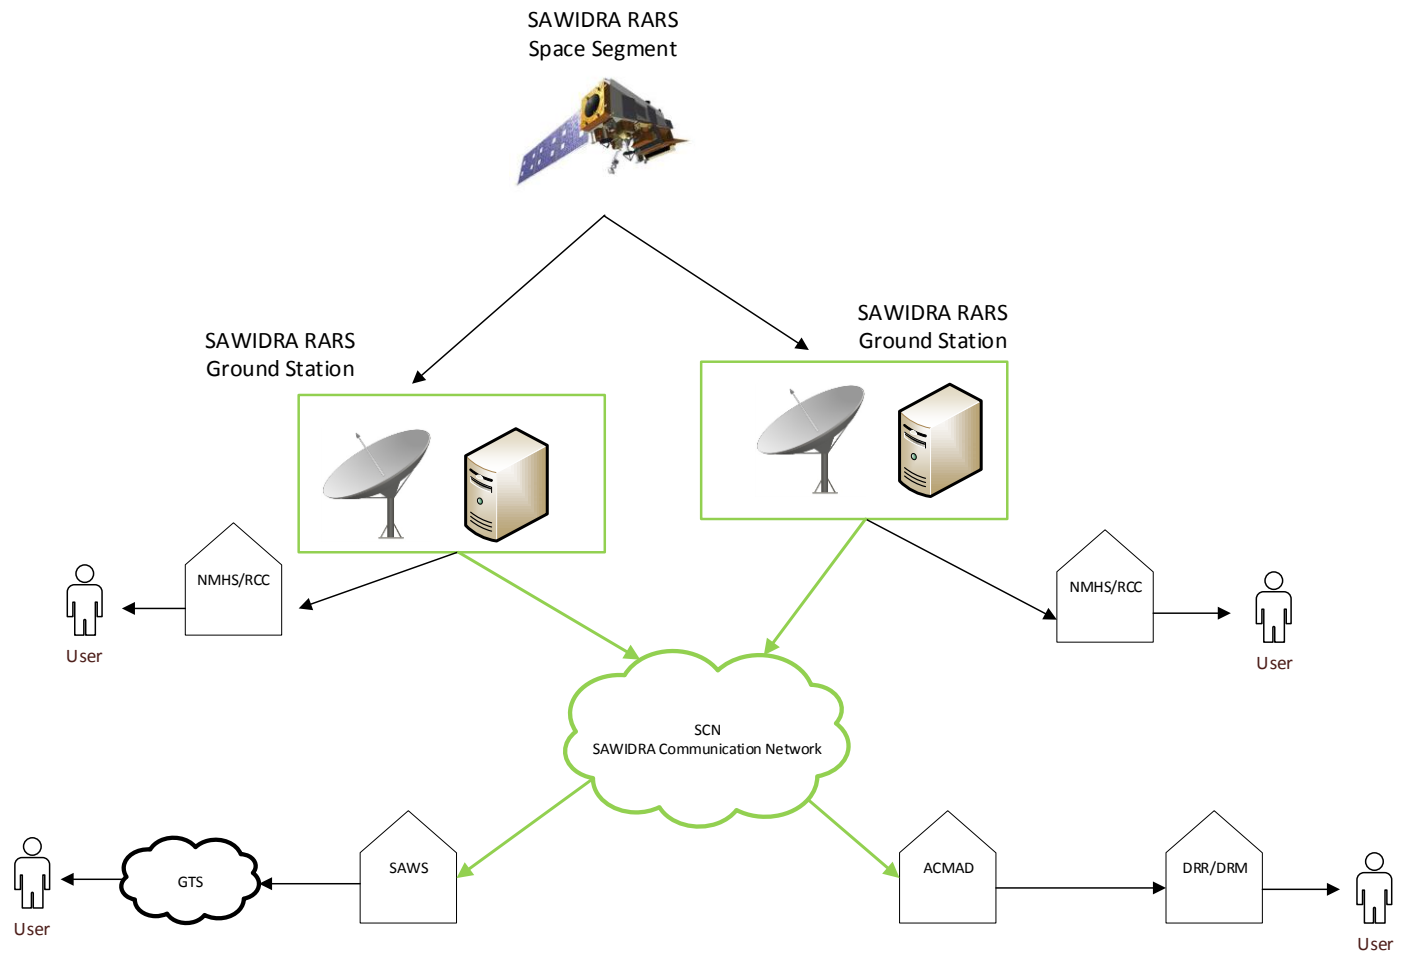 SAWIDRA RARS
Space Segment
SAWIDRA RARS
Ground Station
SAWIDRA RARS
Ground Station
NMHS/RCC
NMHS/RCC
User
User
SCN
SAWIDRA Communication Network
SAWS
ACMAD
DRR/DRM
GTS
User
User